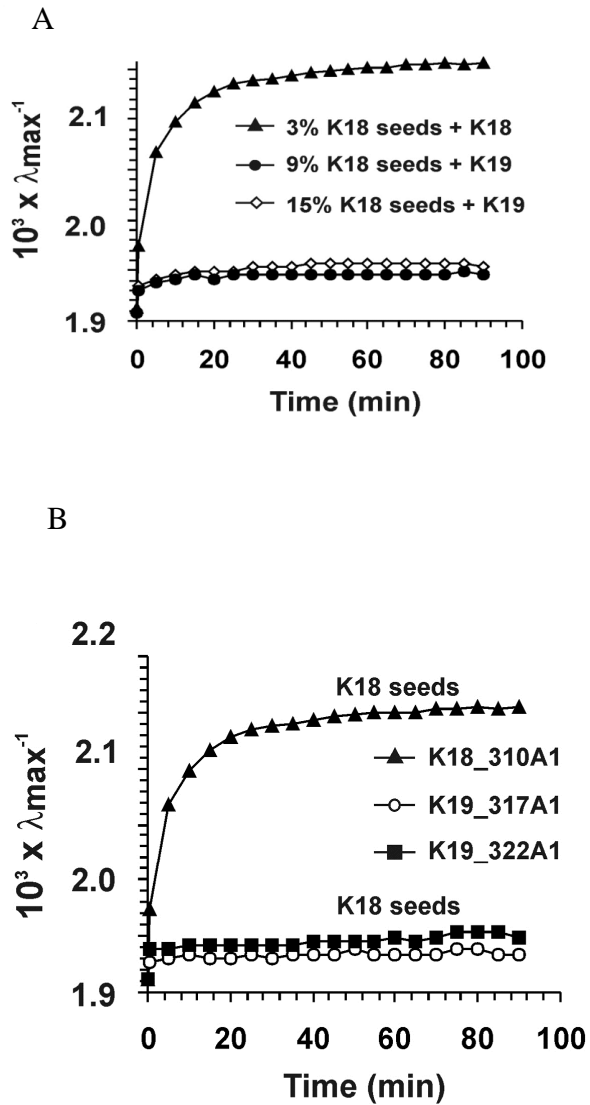 A
2.1
2.0
1.9
10³ x λmax⁻¹
3% K18 seeds + K18
9% K18 seeds + K19
15% K18 seeds + K19
0 20 40 60 80 100
Time (min)
B
2.2
2.1
2.0
1.9
10³ x λmax⁻¹
K18 seeds
K18_310A1
K19_317A1
K19_322A1
K18 seeds
0 20 40 60 80 100
Time (min)